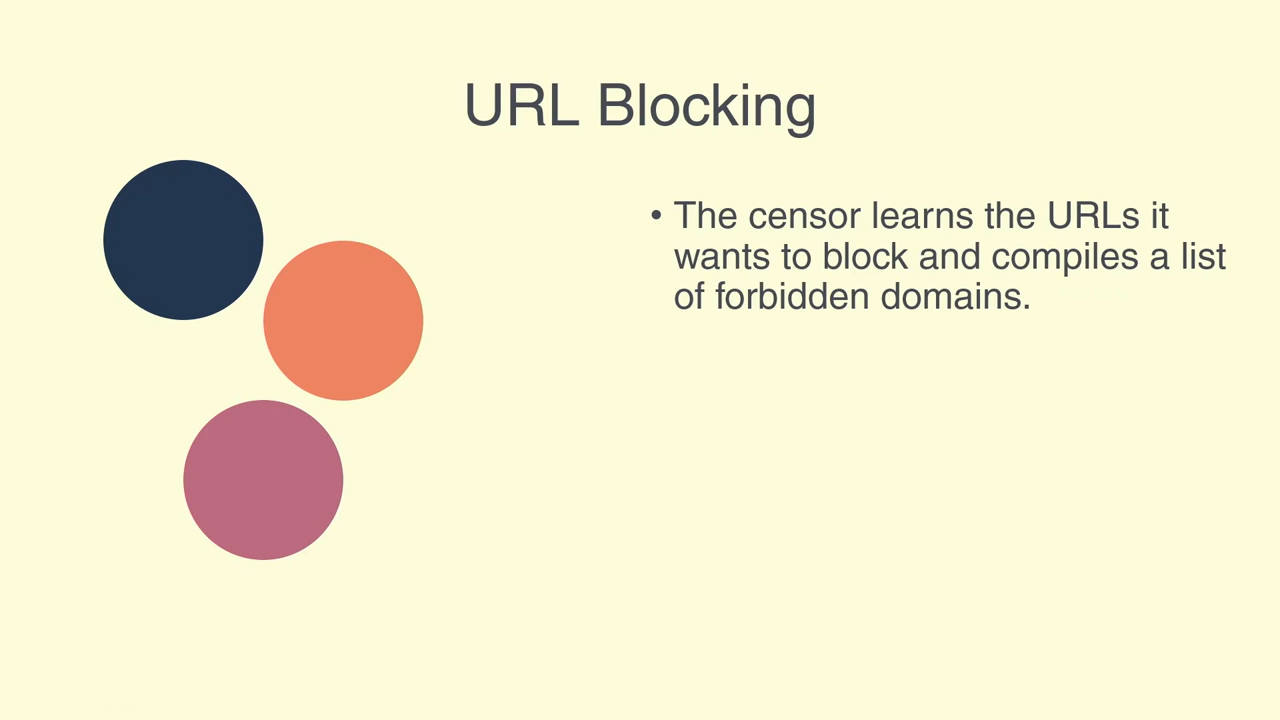 URL Blocking
• The censor learns the URLs it
wants to block and compiles a list
of forbidden domains.